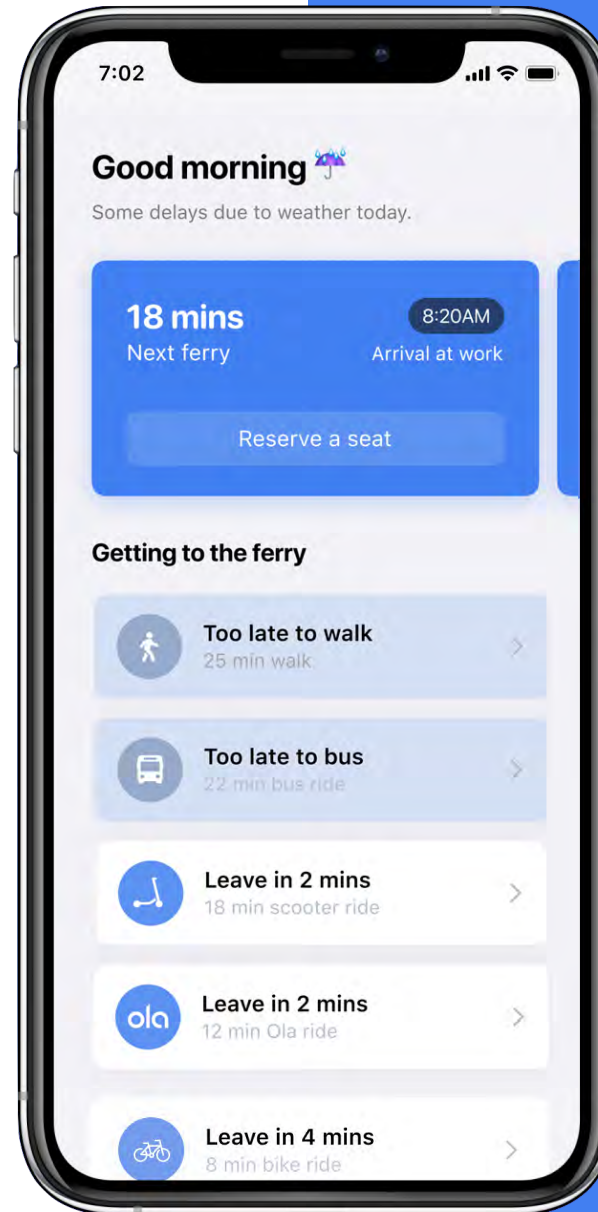 7:02
Good morning ☔
Some delays due to weather today.
18 mins
8:20AM
Next ferry
Arrival at work
Reserve a seat
Getting to the ferry
Too late to walk
25 min walk
Too late to bus
22 min bus ride
Leave in 2 mins
18 min scooter ride
ola
Leave in 2 mins
12 min Ola ride
Leave in 4 mins
8 min bike ride